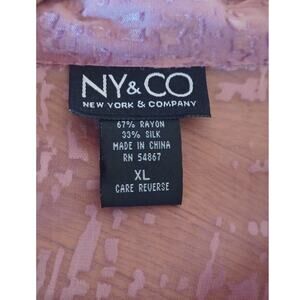 NY&CO
NEW YORK & COMPANY
67% RAYON
33% SILK
MADE IN CHINA
RN 54867
XL
CARE REVERSE